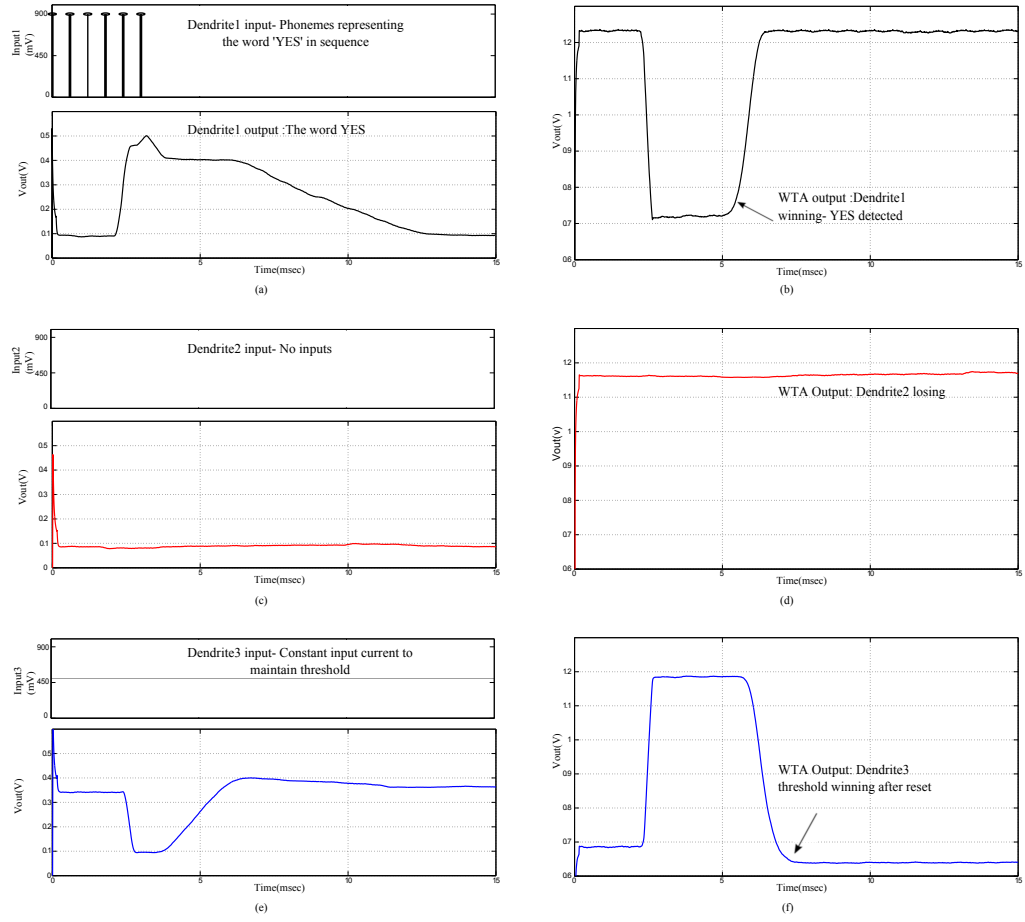 900
450
0
Input1
(mV)
Dendrite1 input- Phonemes representing
the word 'YES' in sequence
0.5
0.4
0.3
0.2
0.1
0
Vout(V)
Dendrite1 output :The word YES
0
5
10
15
Time(msec)
(a)
1.2
1
0.9
0.8
0.7
0.6
Vout(V)
WTA output :Dendrite1
winning- YES detected
0
5
10
15
Time(msec)
(b)
900
450
0
Input2
(mV)
Dendrite2 input- No inputs
0.5
0.4
0.3
0.2
0.1
0
Vout(V)
0
5
10
15
Time(msec)
(c)
1.2
1.1
1
0.9
0.8
0.7
0.6
Vout(v)
WTA Output: Dendrite2 losing
0
5
10
15
Time(msec)
(d)
900
450
0
Input3
(mV)
Dendrite3 input- Constant input current to
maintain threshold
0.5
0.4
0.3
0.2
0.1
0
Vout(V)
0
5
10
15
Time(msec)
(e)
1.2
1.1
1
0.9
0.8
0.7
0.6
Vout(V)
WTA Output: Dendrite3
threshold winning after reset
0
5
10
15
Time(msec)
(f)